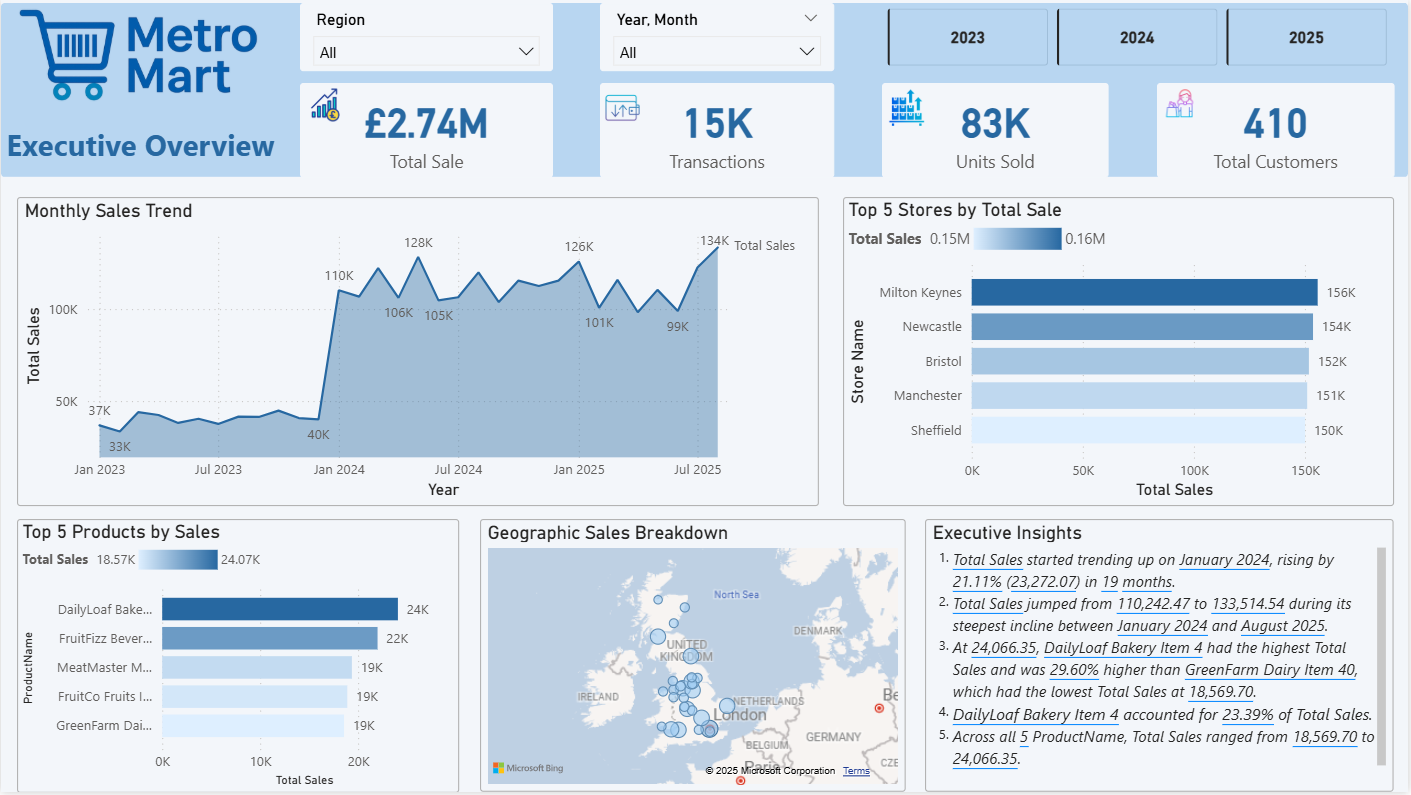 Metro
Mart
Executive Overview
Region
All
Year, Month
All
2023
2024
2025
£2.74M
Total Sale
15K
Transactions
83K
Units Sold
410
Total Customers
Monthly Sales Trend
Total Sales
100K
50K
37K
33K
40K
110K
106K
128K
105K
126K
101K
99K
134K
Total Sales
Jan 2023
Jul 2023
Jan 2024
Jul 2024
Jan 2025
Jul 2025
Year
Top 5 Stores by Total Sale
Total Sales 0.15M 0.16M
Store Name
Milton Keynes 156K
Newcastle 154K
Bristol 152K
Manchester 151K
Sheffield 150K
0K 50K 100K 150K
Total Sales
Top 5 Products by Sales
Total Sales 18.57K 24.07K
ProductName
DailyLoaf Bake... 24K
FruitFizz Bever... 22K
MeatMaster M... 19K
FruitCo Fruits I... 19K
GreenFarm Dai... 19K
0K 10K 20K
Total Sales
Geographic Sales Breakdown
North Sea
DENMARK
UNITED
KINGDOM
IRELAND
NETHERLANDS
London
Be
GERMANY
BELGIUM
Paris
CZE
Microsoft Bing
© 2025 Microsoft Corporation Terms
Executive Insights
1. Total Sales started trending up on January 2024, rising by
21.11% (23,272.07) in 19 months.
2. Total Sales jumped from 110,242.47 to 133,514.54 during its
steepest incline between January 2024 and August 2025.
3. At 24,066.35, DailyLoaf Bakery Item 4 had the highest Total
Sales and was 29.60% higher than GreenFarm Dairy Item 40,
which had the lowest Total Sales at 18,569.70.
4. DailyLoaf Bakery Item 4 accounted for 23.39% of Total Sales.
5. Across all 5 ProductName, Total Sales ranged from 18,569.70 to
24,066.35.